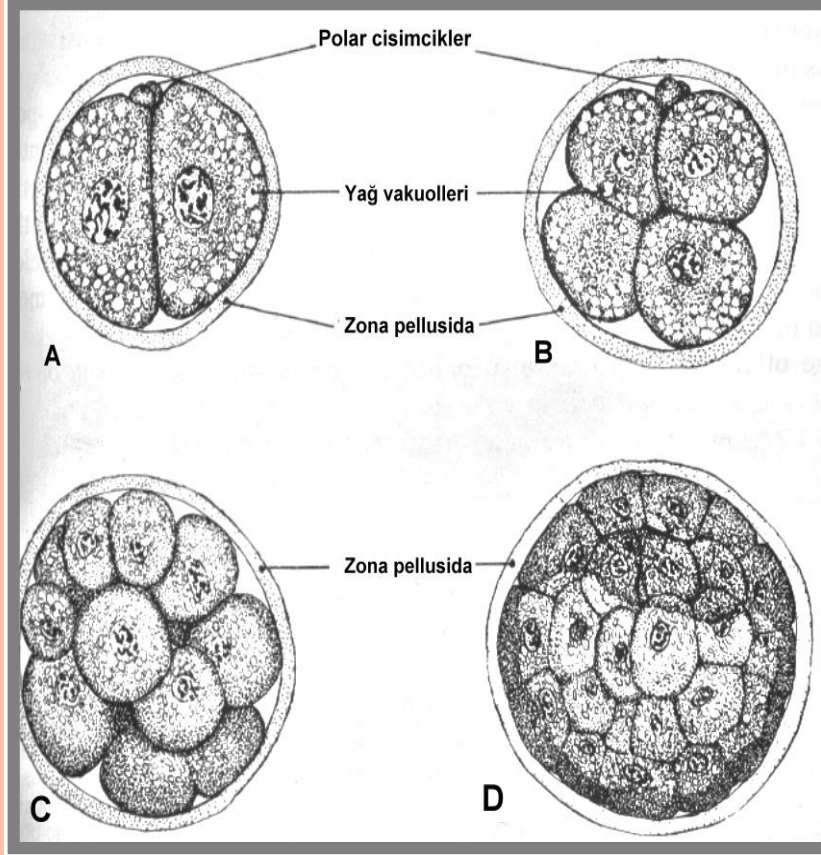 Polar cisimcikler
Yağ vakuolleri
Zona pellusida
A
B
Zona pellusida
C
D